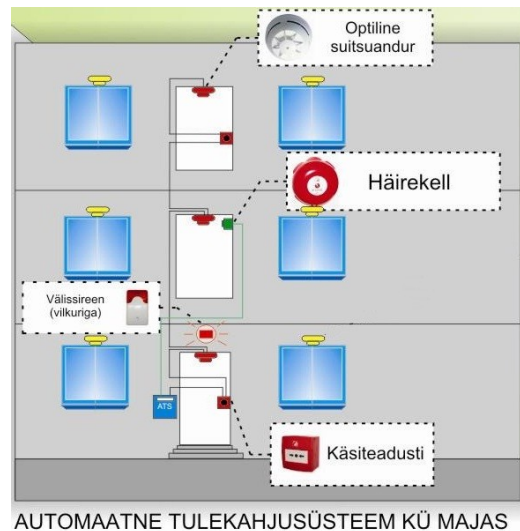 Optiline
suitsuandur
Häirekell
Välissireen
(vilkuriga)
ATS
Käsiteadusti
AUTOMAATNE TULEKAHJUSÜSTEEM KÜ MAJAS